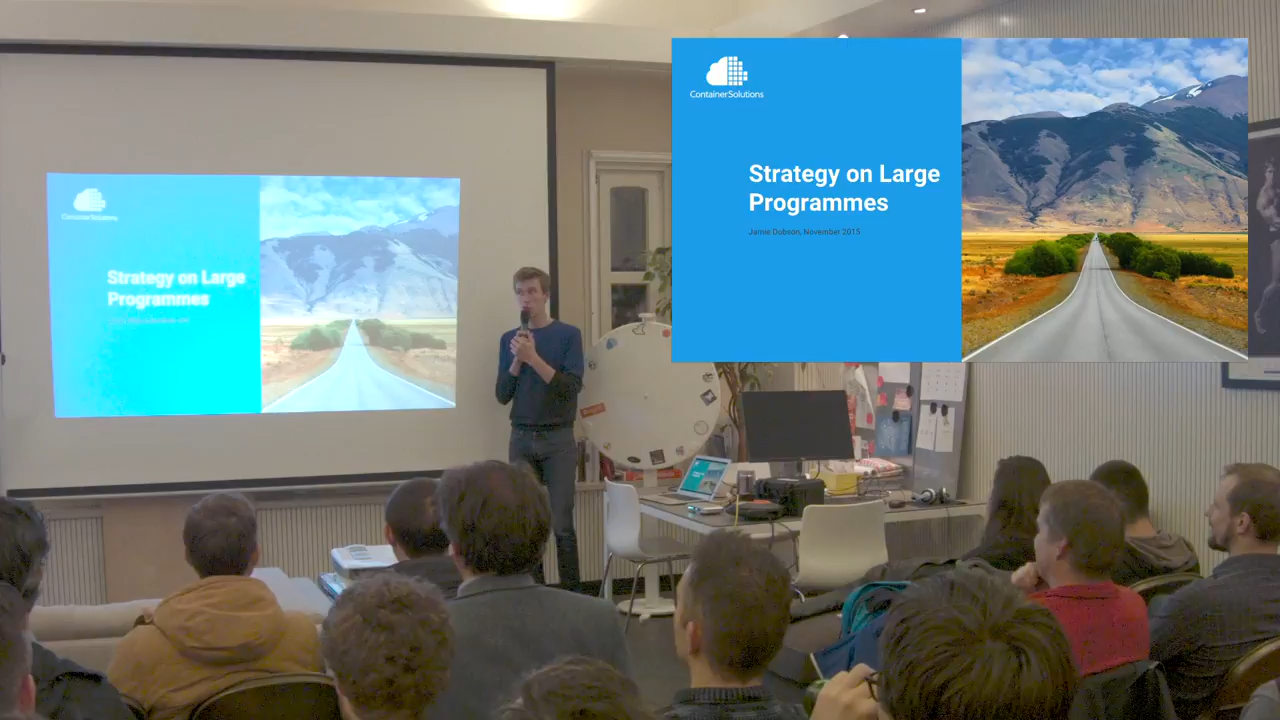 ContainerSolutions
Strategy on Large
Programmes
ContainerSolutions
Strategy on Large
Programmes
Jamie Dobson, November 2015